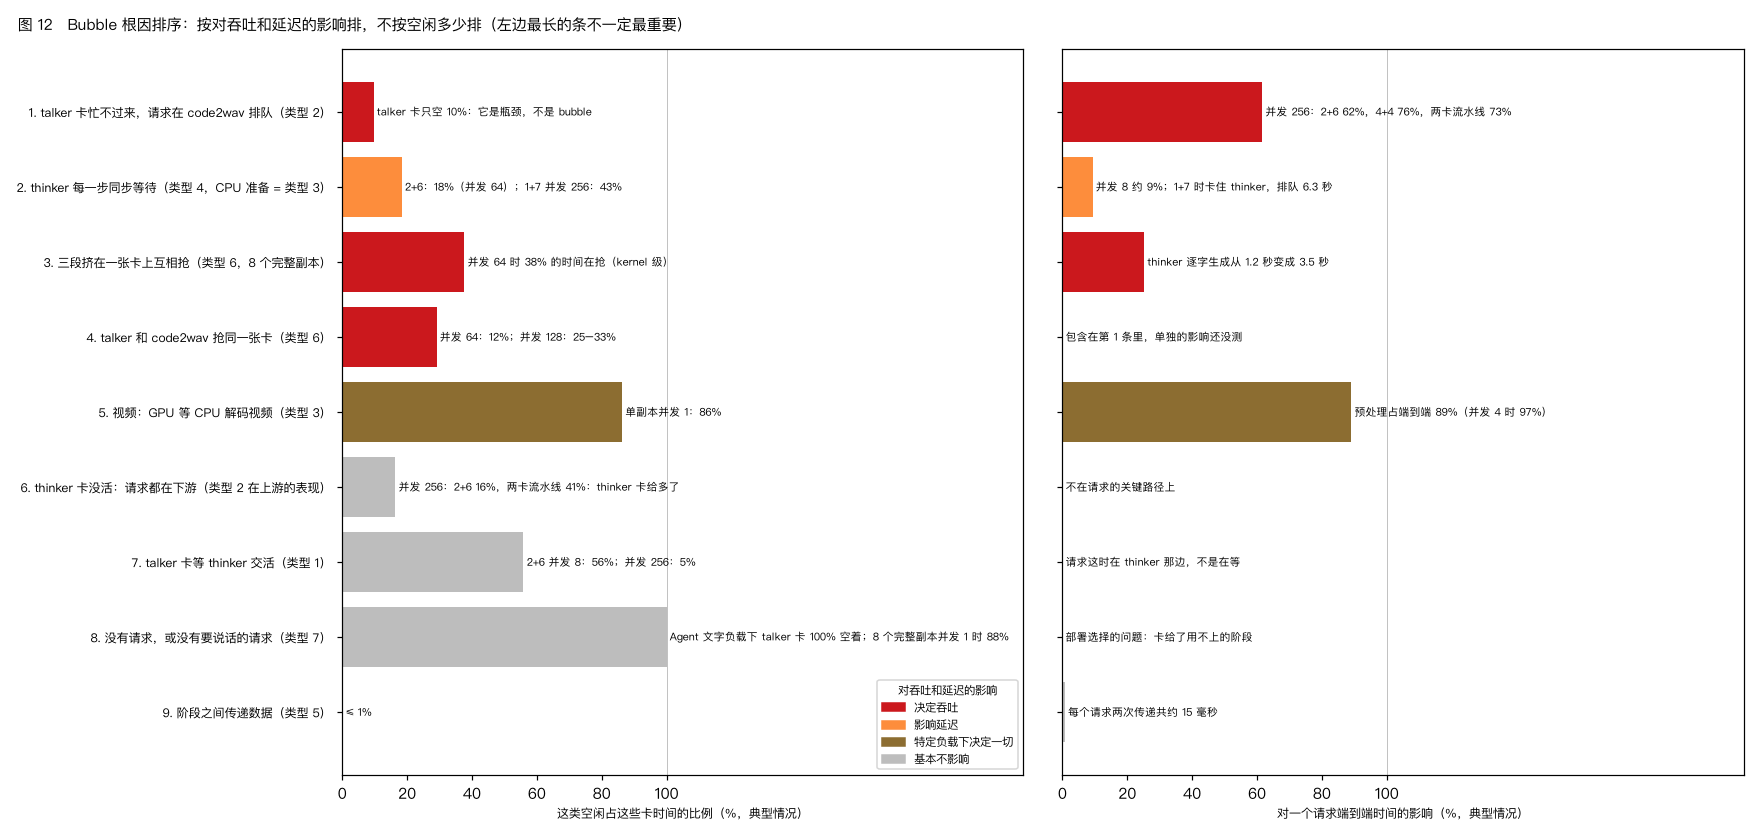 图 12　Bubble 根因排序：按对吞吐和延迟的影响排，不按空闲多少排（左边最长的条不一定最重要）
1. talker 卡忙不过来，请求在 code2wav 排队（类型 2）
talker 卡只空 10%：它是瓶颈，不是 bubble
并发 256：2+6 62%，4+4 76%，两卡流水线 73%
2. thinker 每一步同步等待（类型 4，CPU 准备 = 类型 3）
2+6：18%（并发 64）；1+7 并发 256：43%
并发 8 约 9%；1+7 时卡住 thinker，排队 6.3 秒
3. 三段挤在一张卡上互相抢（类型 6，8 个完整副本）
并发 64 时 38% 的时间在抢（kernel 级）
thinker 逐字生成从 1.2 秒变成 3.5 秒
4. talker 和 code2wav 抢同一张卡（类型 6）
并发 64：12%；并发 128：25–33%
包含在第 1 条里，单独的影响还没测
5. 视频：GPU 等 CPU 解码视频（类型 3）
单副本并发 1：86%
预处理占端到端 89%（并发 4 时 97%）
6. thinker 卡没活：请求都在下游（类型 2 在上游的表现）
并发 256：2+6 16%，两卡流水线 41%：thinker 卡给多了
不在请求的关键路径上
7. talker 卡等 thinker 交活（类型 1）
2+6 并发 8：56%；并发 256：5%
请求这时在 thinker 那边，不是在等
8. 没有请求，或没有要说话的请求（类型 7）
Agent 文字负载下 talker 卡 100% 空着；8 个完整副本并发 1 时 88%
部署选择的问题：卡给了用不上的阶段
9. 阶段之间传递数据（类型 5）
≤ 1%
每个请求两次传递共约 15 毫秒
对吞吐和延迟的影响
决定吞吐
影响延迟
特定负载下决定一切
基本不影响
0 20 40 60 80 100
这类空闲占这些卡时间的比例（%，典型情况）
0 20 40 60 80 100
对一个请求端到端时间的影响（%，典型情况）